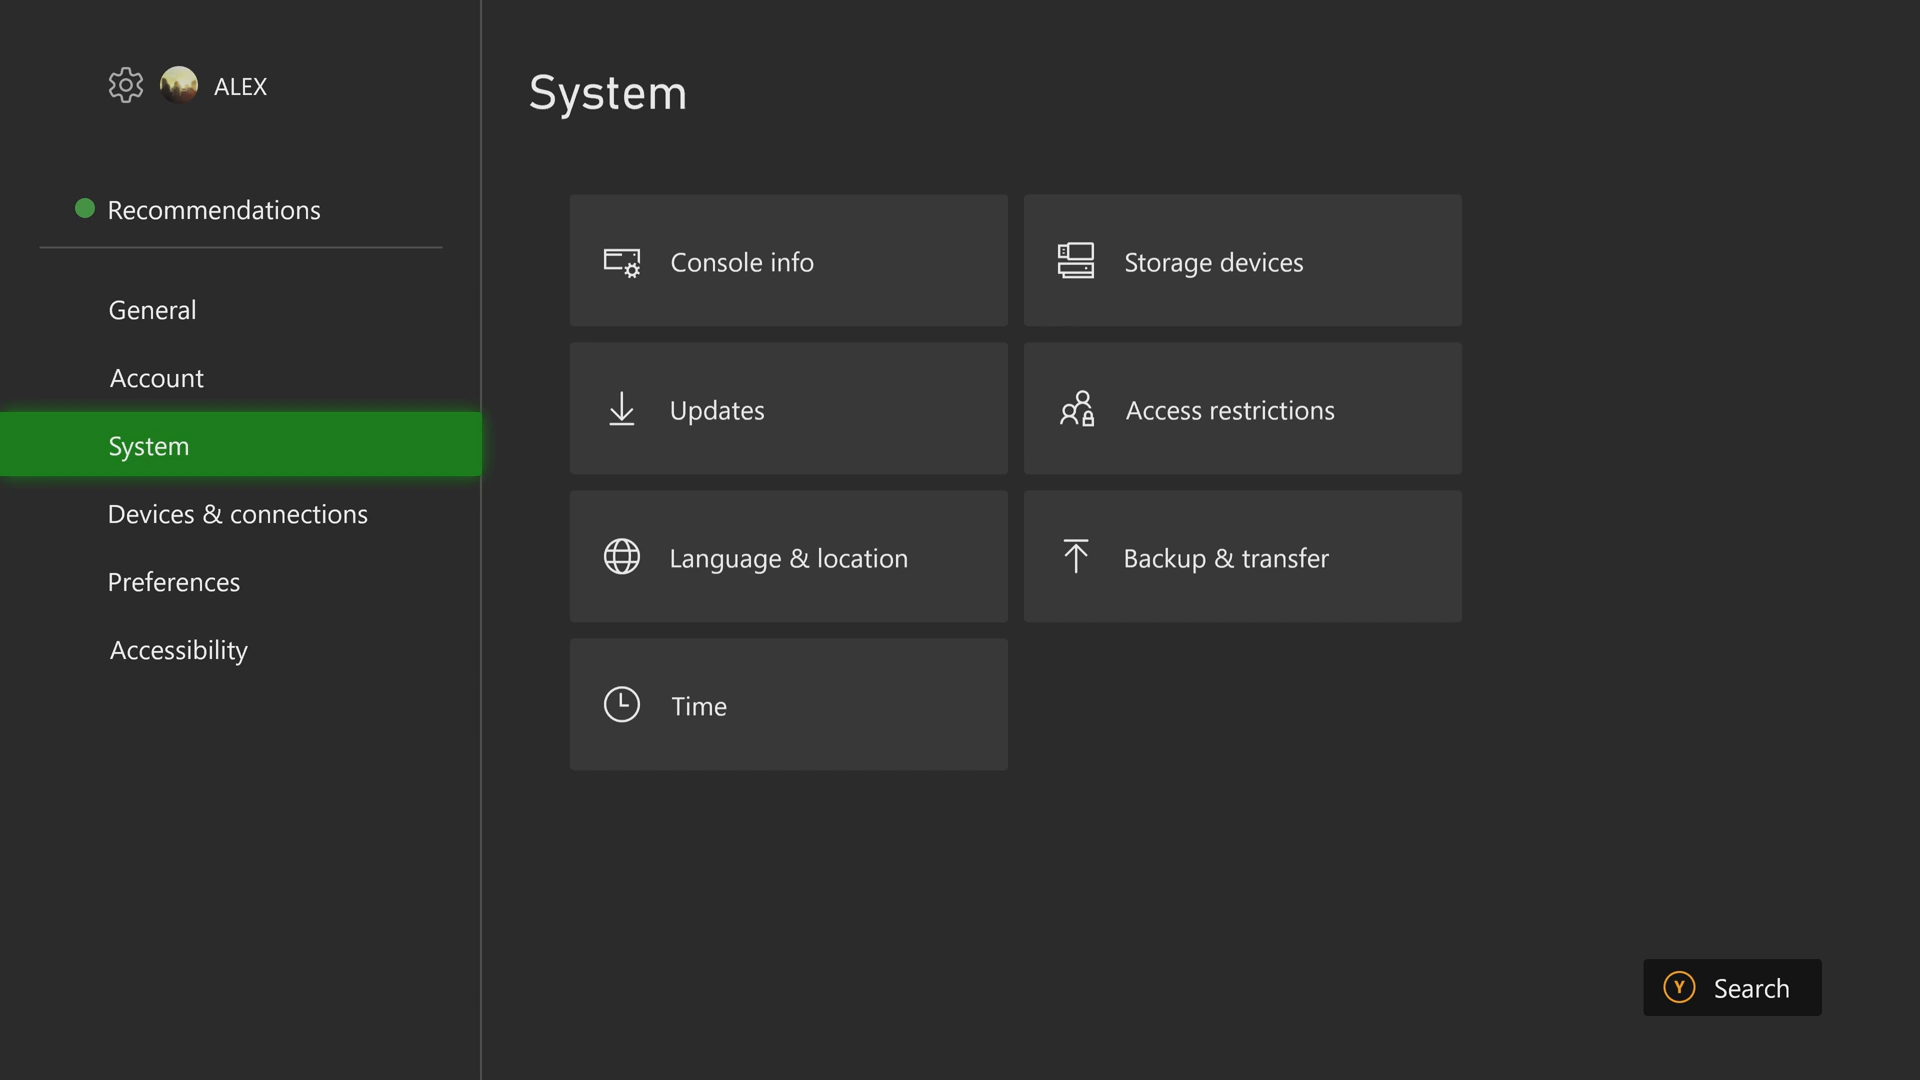 ALEX
Recommendations
General
Account
System
Devices & connections
Preferences
Accessibility
System
Console info
Storage devices
Updates
Access restrictions
Language & location
Backup & transfer
Time
Y Search